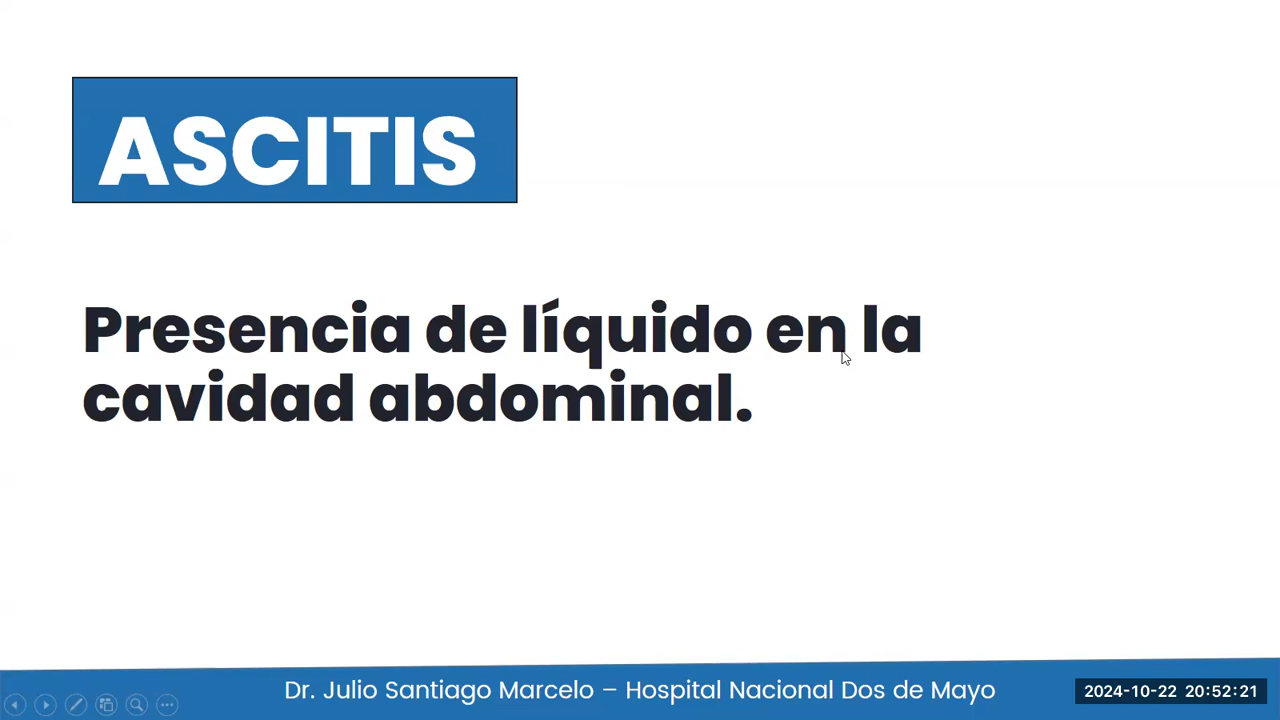 ASCITIS
Presencia de líquido en la
cavidad abdominal.
Dr. Julio Santiago Marcelo – Hospital Nacional Dos de Mayo
2024-10-22 20:52:21